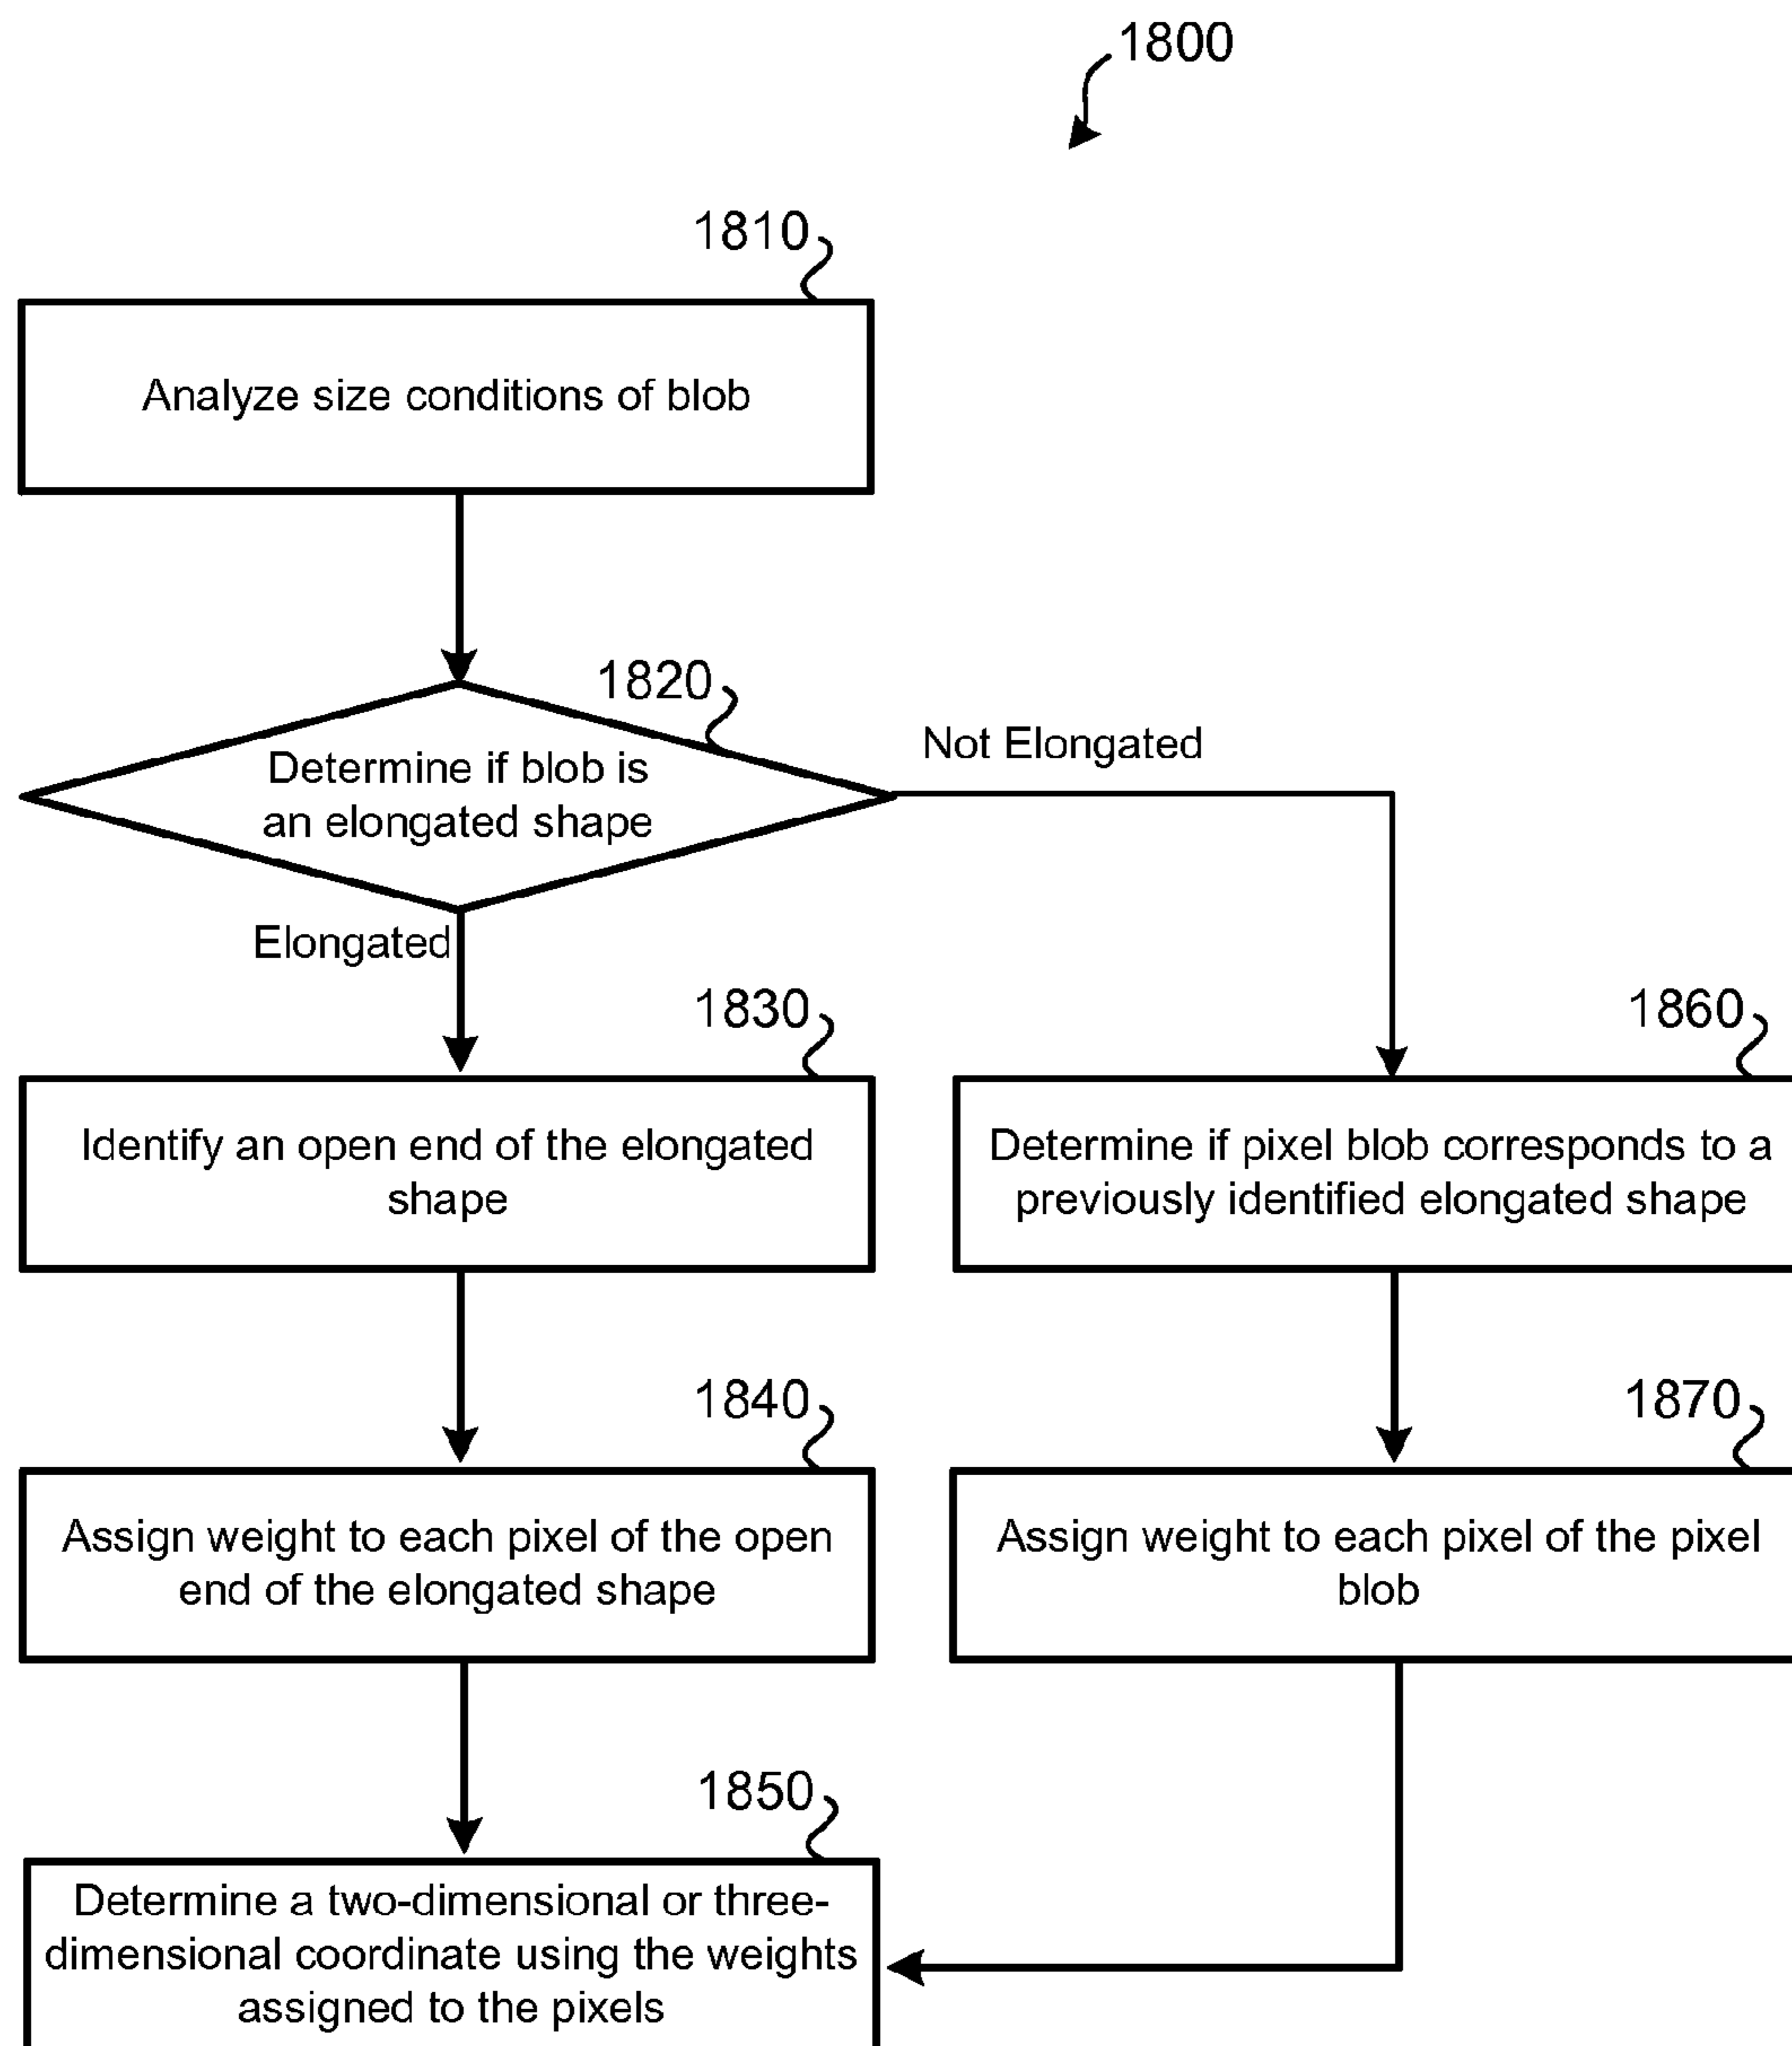 1800
1810
Analyze size conditions of blob
1820
Determine if blob is
an elongated shape
Not Elongated
Elongated
1830
Identify an open end of the elongated
shape
1860
Determine if pixel blob corresponds to a
previously identified elongated shape
1840
Assign weight to each pixel of the open
end of the elongated shape
1870
Assign weight to each pixel of the pixel
blob
1850
Determine a two-dimensional or three-
dimensional coordinate using the weights
assigned to the pixels